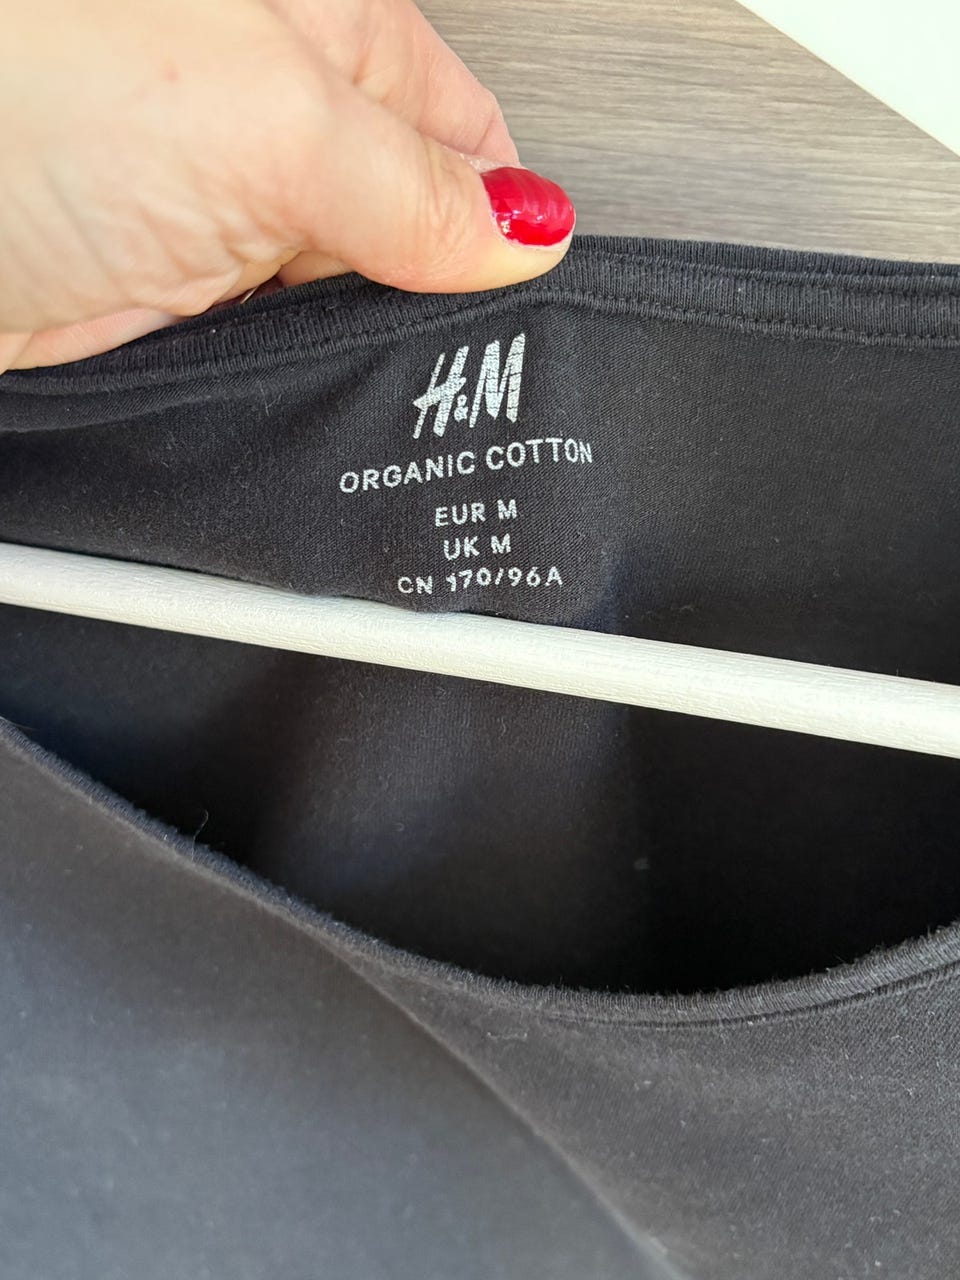 H&M
ORGANIC COTTON
EUR M
UK M
CN 170/96A